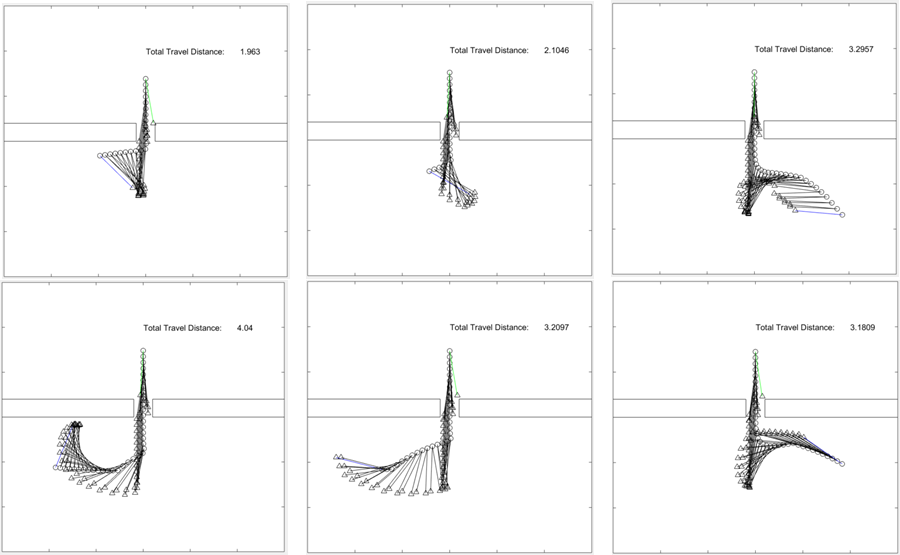 Total Travel Distance: 1.963
Total Travel Distance: 2.1046
Total Travel Distance: 3.2957
Total Travel Distance: 4.04
Total Travel Distance: 3.2097
Total Travel Distance: 3.1809